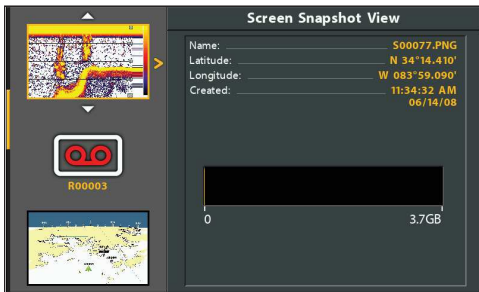 Screen Snapshot View
Name: S00077.PNG
Latitude: N 34°14.410'
Longitude: W 083°59.090'
Created: 11:34:32 AM
06/14/08
R00003
0 3.7GB